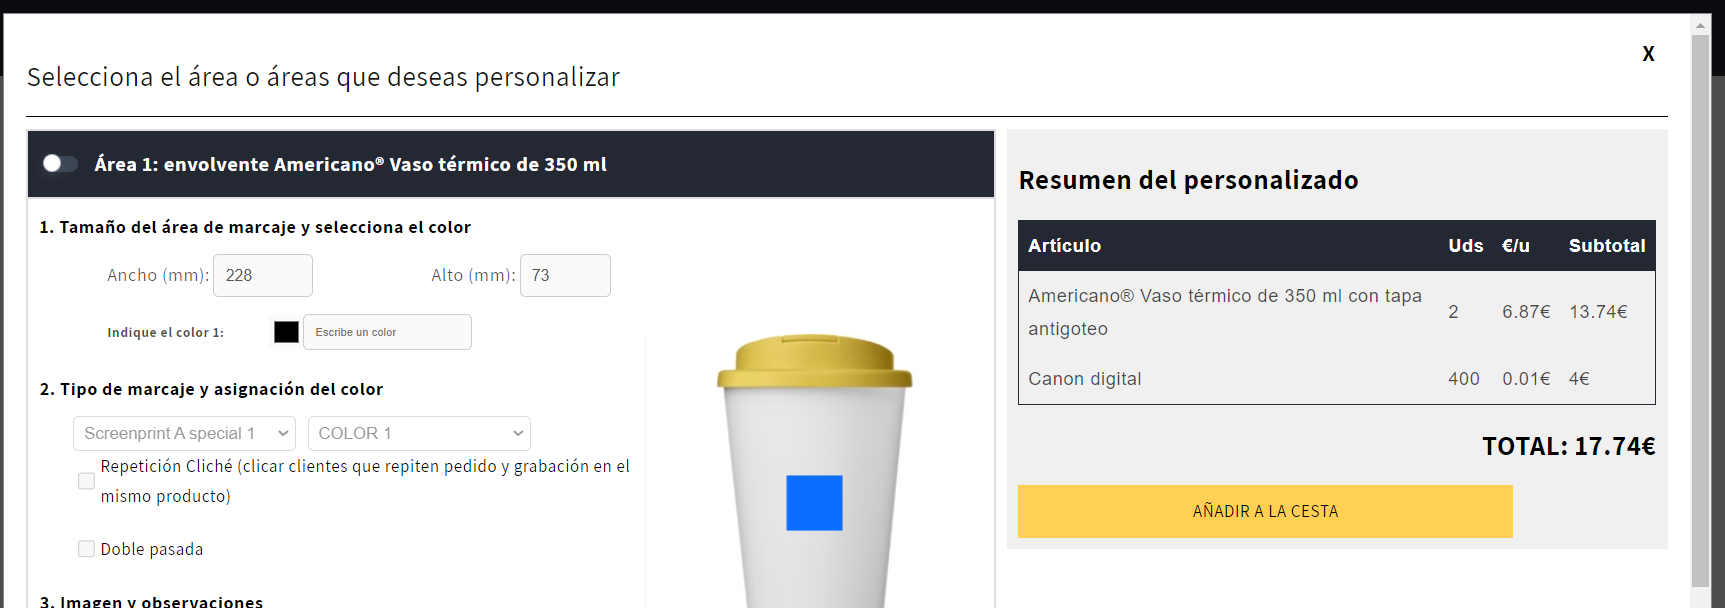 X
Selecciona el área o áreas que deseas personalizar
Área 1: envolvente Americano® Vaso térmico de 350 ml
1. Tamaño del área de marcaje y selecciona el color
Ancho (mm): 228 Alto (mm): 73
Indique el color 1: Escribe un color
2. Tipo de marcaje y asignación del color
Screenprint A special 1 COLOR 1
Repetición Cliché (clicar clientes que repiten pedido y grabación en el
mismo producto)
Doble pasada
3. Imagen y observaciones
Resumen del personalizado
Artículo Uds €/u Subtotal
Americano® Vaso térmico de 350 ml con tapa
antigoteo 2 6.87€ 13.74€
Canon digital 400 0.01€ 4€
TOTAL: 17.74€
AÑADIR A LA CESTA